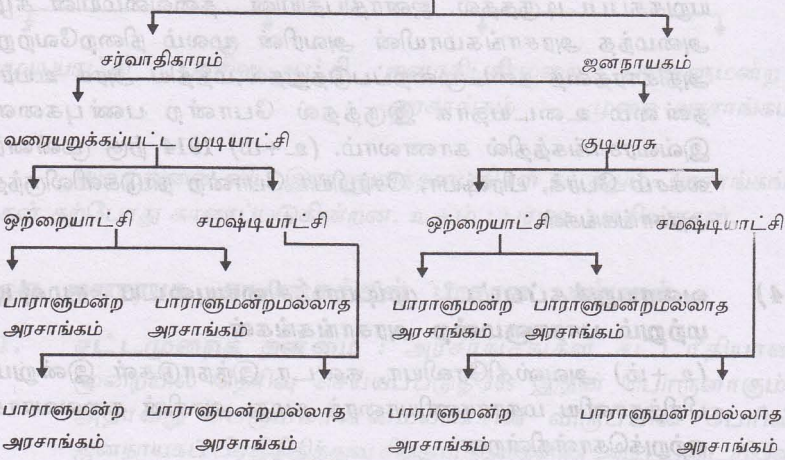 சர்வாதிகாரம் ஜனநாயகம்
வரையறுக்கப்பட்ட முடியாட்சி குடியரசு
ஒற்றையாட்சி சமஷ்டியாட்சி ஒற்றையாட்சி சமஷ்டியாட்சி
பாராளுமன்ற பாராளுமன்றமல்லாத பாராளுமன்ற பாராளுமன்றமல்லாத
அரசாங்கம் அரசாங்கம் அரசாங்கம் அரசாங்கம்
பாராளுமன்ற பாராளுமன்றமல்லாத பாராளுமன்ற பாராளுமன்றமல்லாத
அரசாங்கம் அரசாங்கம் அரசாங்கம் அரசாங்கம்